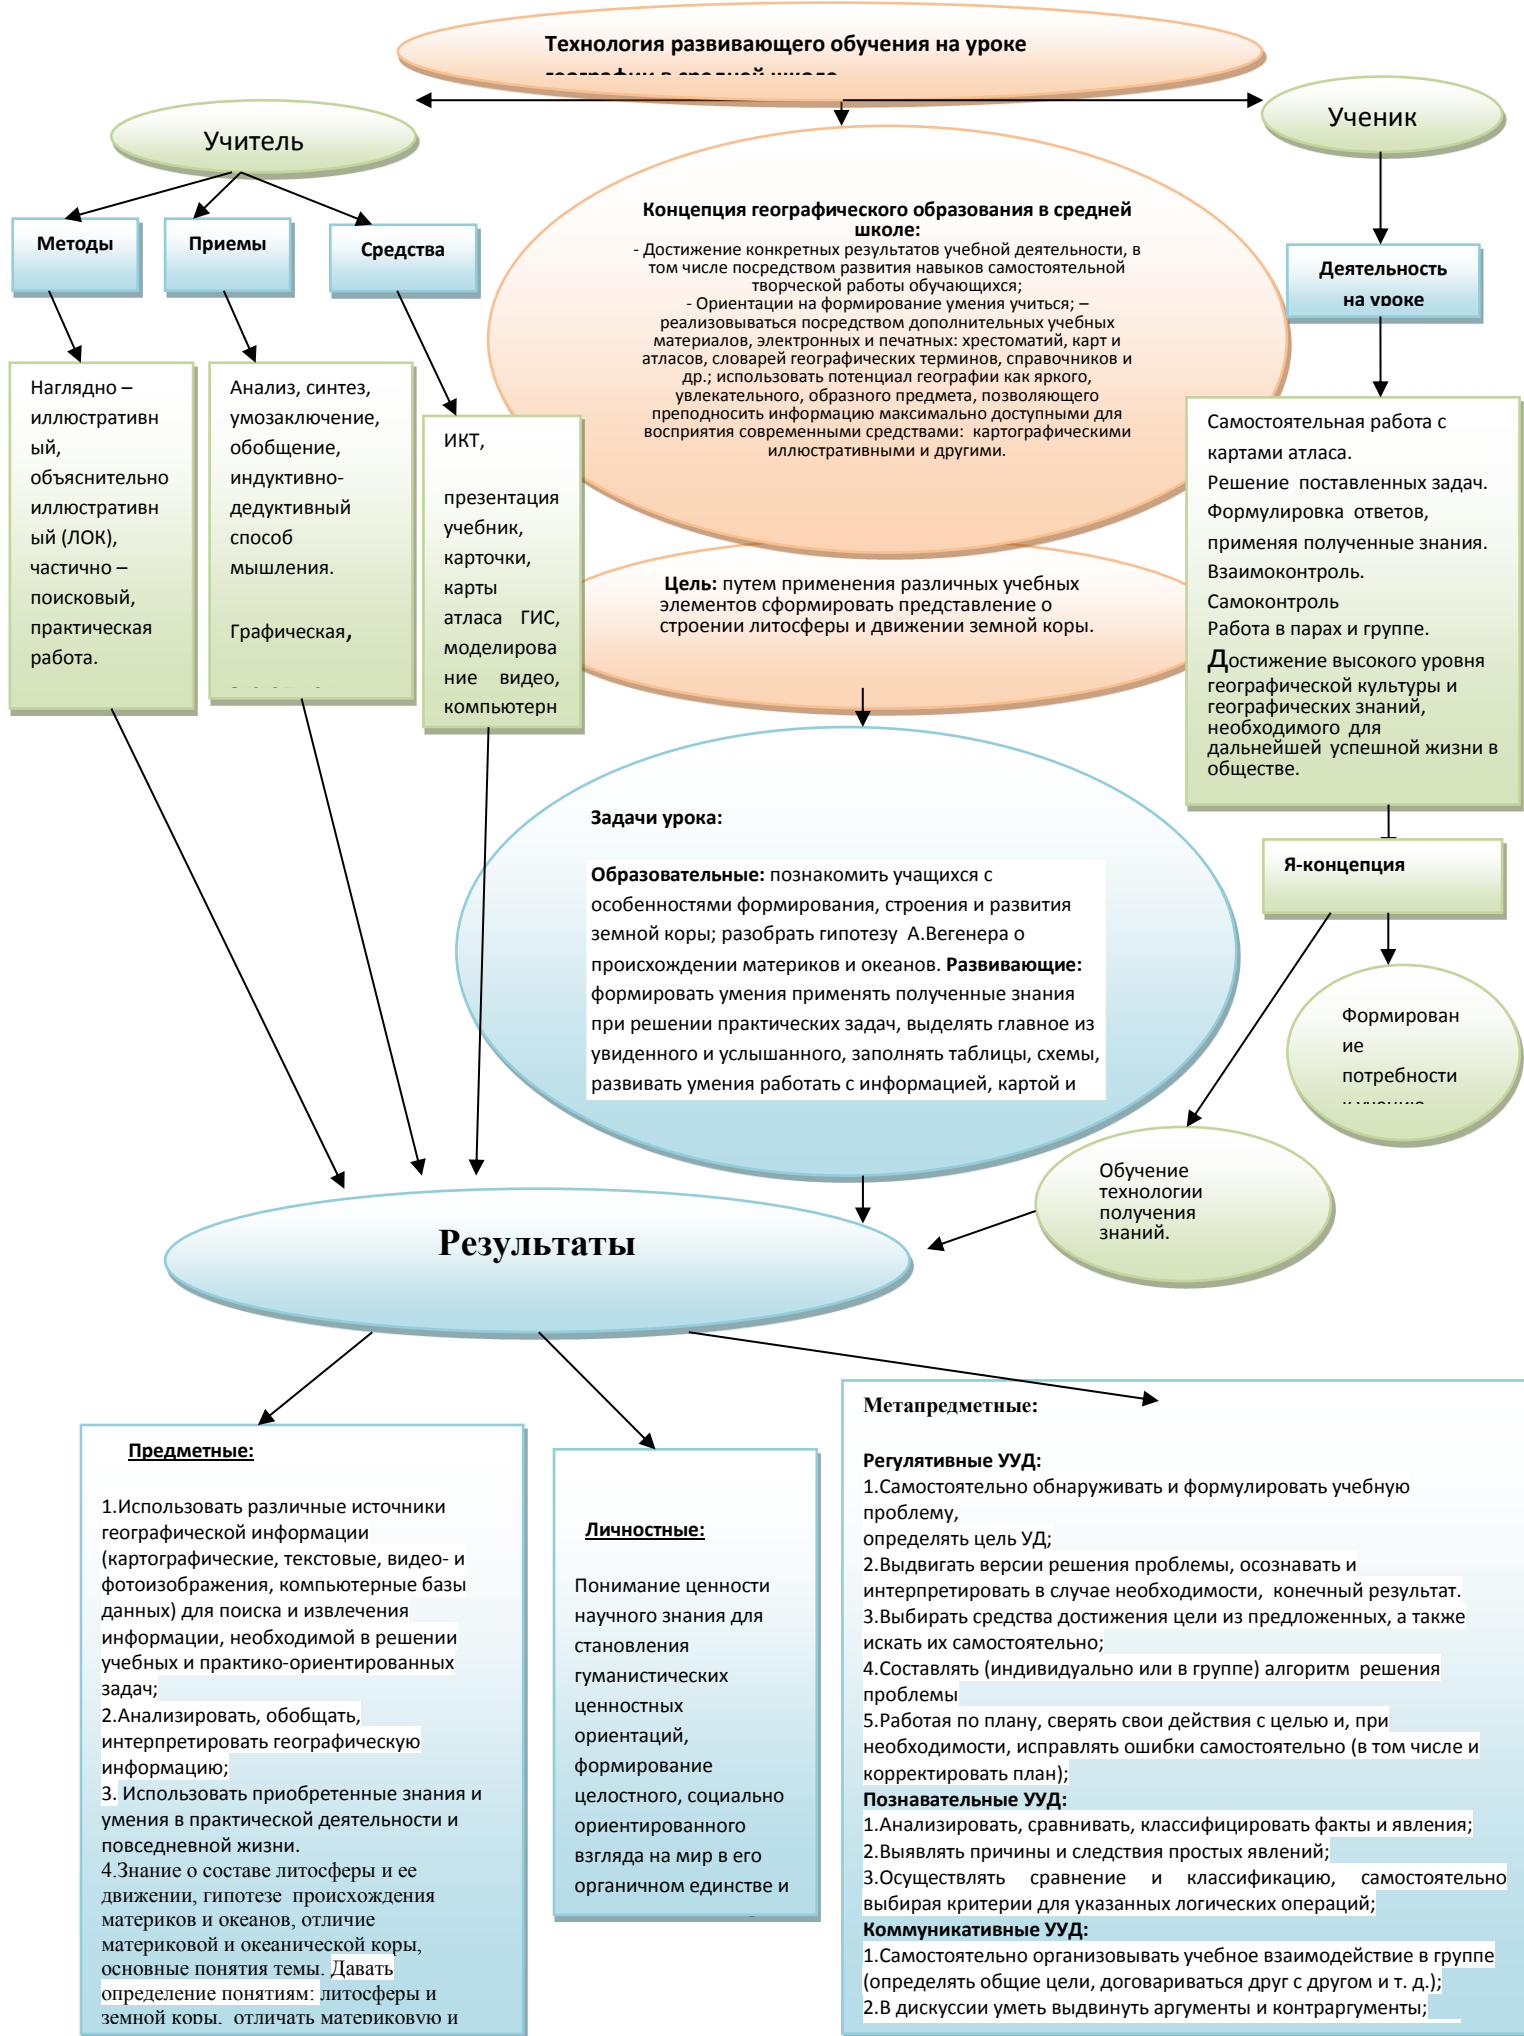 Технология развивающего обучения на уроке
географии в средней школе
Учитель
Ученик
Методы
Приемы
Средства
Концепция географического образования в средней
школе:
- Достижение конкретных результатов учебной деятельности, в
том числе посредством развития навыков самостоятельной
творческой работы обучающихся;
- Ориентации на формирование умения учиться; –
реализовываться посредством дополнительных учебных
материалов, электронных и печатных: хрестоматий, карт и
атласов, словарей географических терминов, справочников и
др.; использовать потенциал географии как яркого,
увлекательного, образного предмета, позволяющего
преподносить информацию максимально доступными для
восприятия современными средствами:  картографическими
иллюстративными и другими.
Деятельность
на уроке
Наглядно –
иллюстративн
ый,
объяснительно
иллюстративн
ый (ЛОК),
частично –
поисковый,
практическая
работа.
Анализ, синтез,
умозаключение,
обобщение,
индуктивно-
дедуктивный
способ
мышления.
Графическая,
ИКТ,
презентация
учебник,
карточки,
карты
атласа ГИС,
моделирова
ние видео,
компьютерн
Самостоятельная работа с
картами атласа.
Решение  поставленных задач.
Формулировка  ответов,
применяя полученные знания.
Взаимоконтроль.
Самоконтроль
Работа в парах и группе.
Достижение высокого уровня
географической культуры и
географических знаний,
необходимого  для
дальнейшей  успешной жизни в
обществе.
Цель: путем применения различных учебных
элементов сформировать представление о
строении литосферы и движении земной коры.
Задачи урока:
Образовательные: познакомить учащихся с
особенностями формирования, строения и развития
земной коры; разобрать гипотезу  А.Вегенера о
происхождении материков и океанов. Развивающие:
формировать умения применять полученные знания
при решении практических задач, выделять главное из
увиденного и услышанного, заполнять таблицы, схемы,
развивать умения работать с информацией, картой и
Я-концепция
Формирован
ие
потребности
к учению
Обучение
технологии
получения
знаний.
Результаты
Предметные:
1.Использовать различные источники
географической информации
(картографические, текстовые, видео- и
фотоизображения, компьютерные базы
данных) для поиска и извлечения
информации, необходимой в решении
учебных и практико-ориентированных
задач;
2.Анализировать, обобщать,
интерпретировать географическую
информацию;
3. Использовать приобретенные знания и
умения в практической деятельности и
повседневной жизни.
4.Знание о составе литосферы и ее
движении, гипотезе  происхождения
материков и океанов, отличие
материковой и океанической коры,
основные понятия темы. Давать
определение понятиям: литосферы и
земной коры,  отличать материковую и
Личностные:
Понимание ценности
научного знания для
становления
гуманистических
ценностных
ориентаций,
формирование
целостного, социально
ориентированного
взгляда на мир в его
органичном единстве и
Метапредметные:
Регулятивные УУД:
1.Самостоятельно обнаруживать и формулировать учебную
проблему,
определять цель УД;
2.Выдвигать версии решения проблемы, осознавать и
интерпретировать в случае необходимости,  конечный результат.
3.Выбирать средства достижения цели из предложенных, а также
искать их самостоятельно;
4.Составлять (индивидуально или в группе) алгоритм  решения
проблемы
5.Работая по плану, сверять свои действия с целью и, при
необходимости, исправлять ошибки самостоятельно (в том числе и
корректировать план);
Познавательные УУД:
1.Анализировать, сравнивать, классифицировать факты и явления;
2.Выявлять причины и следствия простых явлений;
3.Осуществлять сравнение и классификацию, самостоятельно
выбирая критерии для указанных логических операций;
Коммуникативные УУД:
1.Самостоятельно организовывать учебное взаимодействие в группе
(определять общие цели, договариваться друг с другом и т. д.);
2.В дискуссии уметь выдвинуть аргументы и контраргументы;